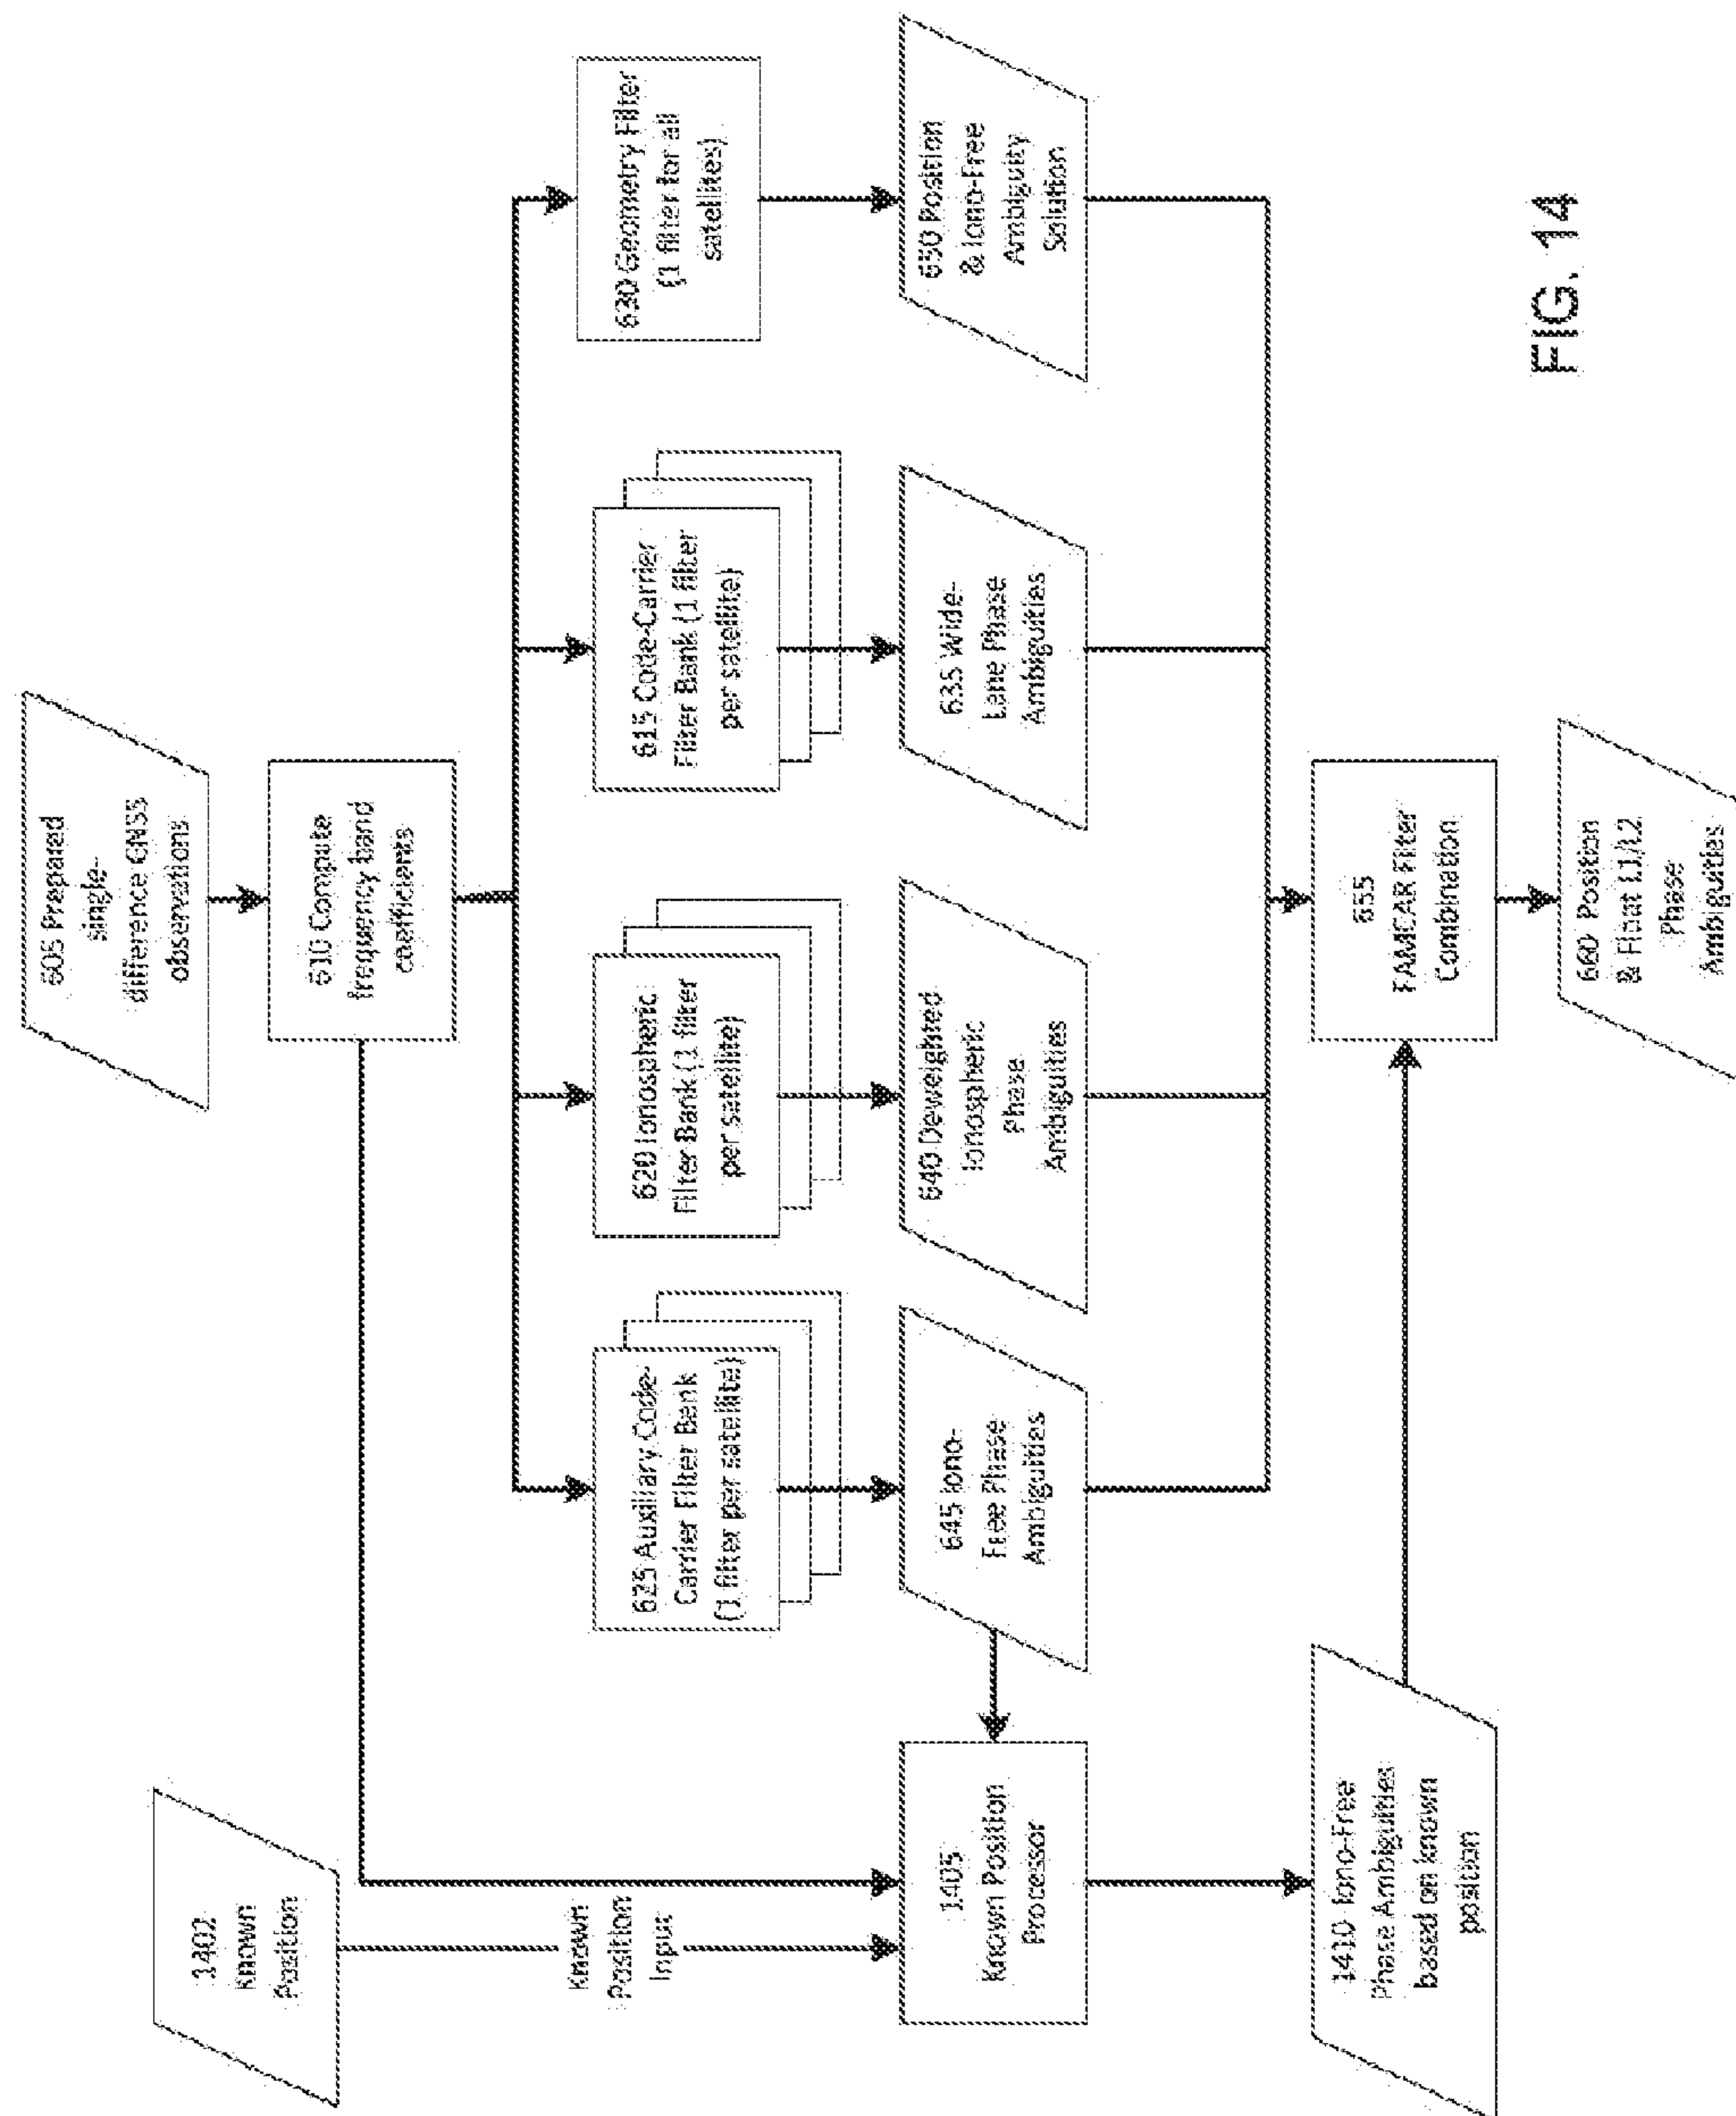 605 Prepared
single-
difference GNSS
observations
1402
Known
Position
610 Compute
frequency band
coefficients
Known
Position
Input
625 Auxiliary Code-
Carrier Filter Bank
(1 filter per satellite)
620 Ionospheric
Filter Bank (1 filter
per satellite)
615 Code-Carrier
Filter Bank (1 filter
per satellite)
630 Geometry Filter
(1 filter for all
satellites)
1405
Known Position
Processor
645 Iono-
Free Phase
Ambiguities
640 Deweighted
Ionospheric
Phase
Ambiguities
635 Wide-
Lane Phase
Ambiguities
650 Position
& Iono-Free
Ambiguity
Solution
1410 Iono-Free
Phase Ambiguities
based on known
position
655
FAMCAR Filter
Combination
660 Position
& Float L1/L2
Phase
Ambiguities
FIG. 14